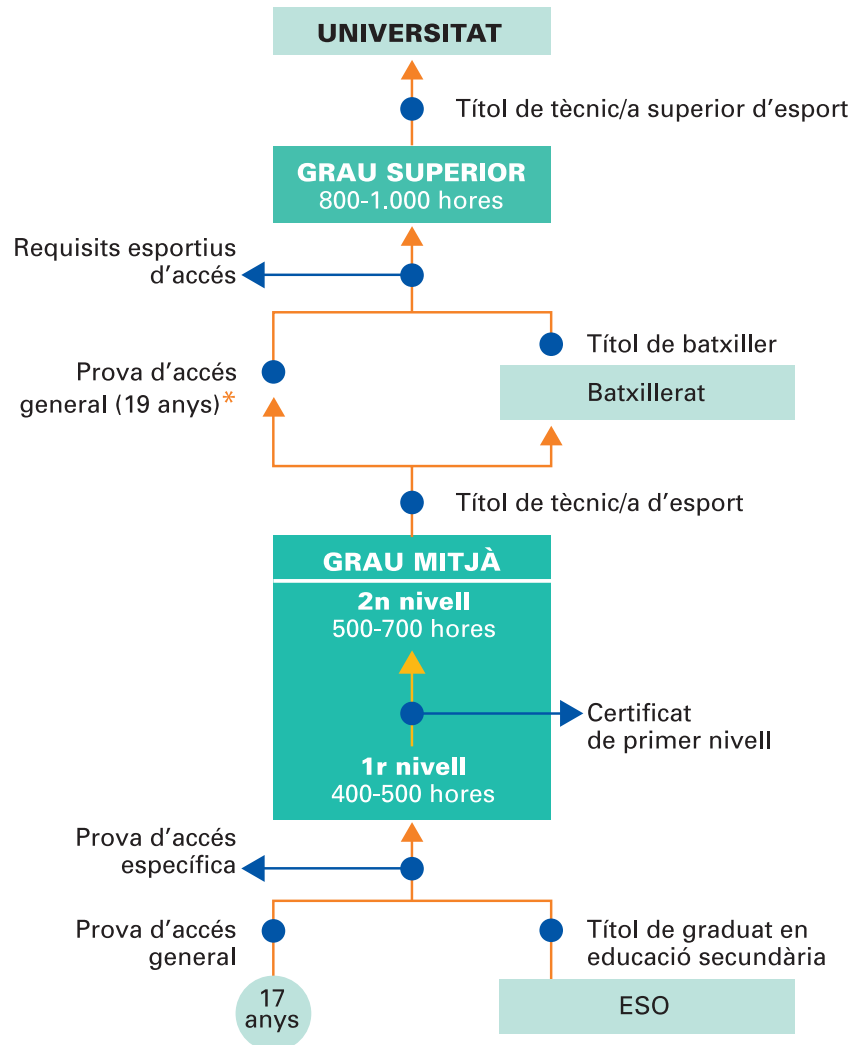 UNIVERSITAT
Títol de tècnic/a superior d'esport
GRAU SUPERIOR
800-1.000 hores
Requisits esportius
d'accés
Títol de batxiller
Prova d'accés
general (19 anys)*
Batxillerat
Títol de tècnic/a d'esport
GRAU MITJÀ
2n nivell
500-700 hores
Certificat
de primer nivell
1r nivell
400-500 hores
Prova d'accés
específica
Prova d'accés
general
Títol de graduat en
educació secundària
17
anys
ESO